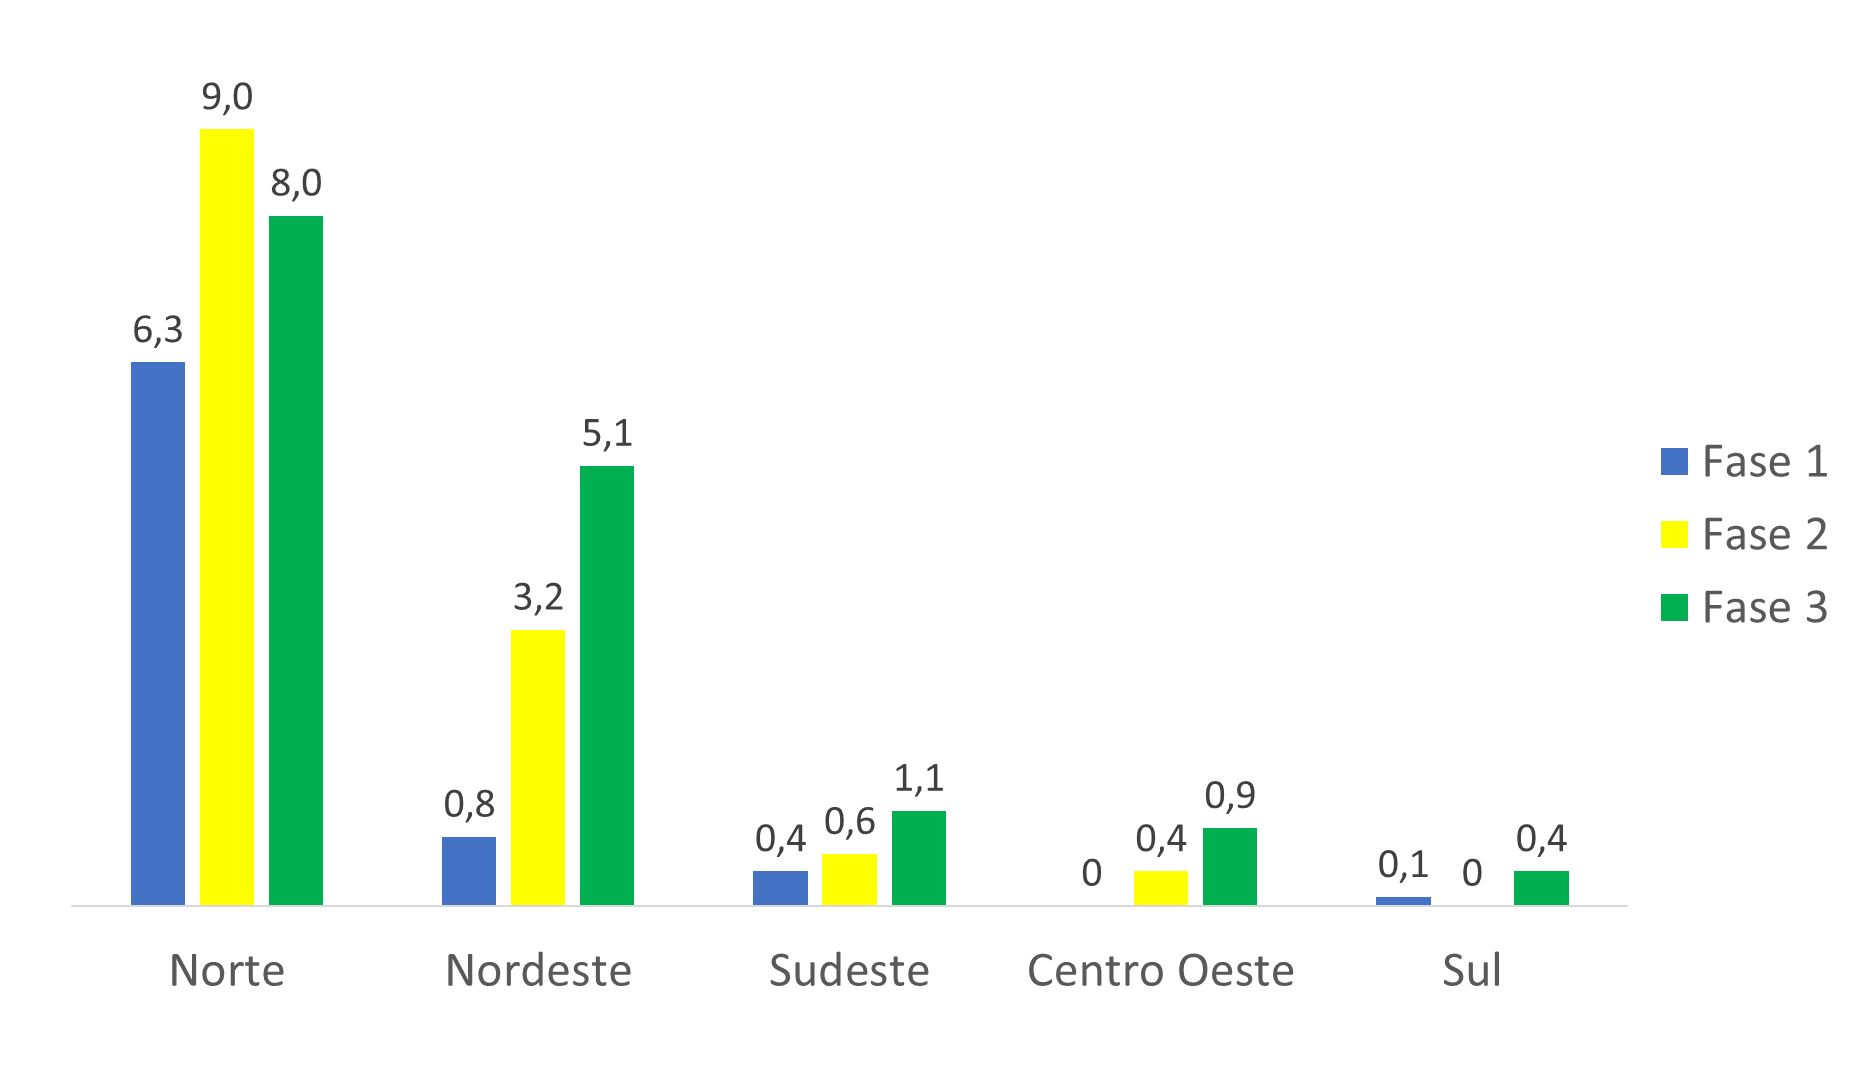 9,0
8,0
6,3
5,1
3,2
0,8
0,4
0,6
1,1
0
0,4
0,9
0,1
0
0,4
Fase 1
Fase 2
Fase 3
Norte
Nordeste
Sudeste
Centro Oeste
Sul